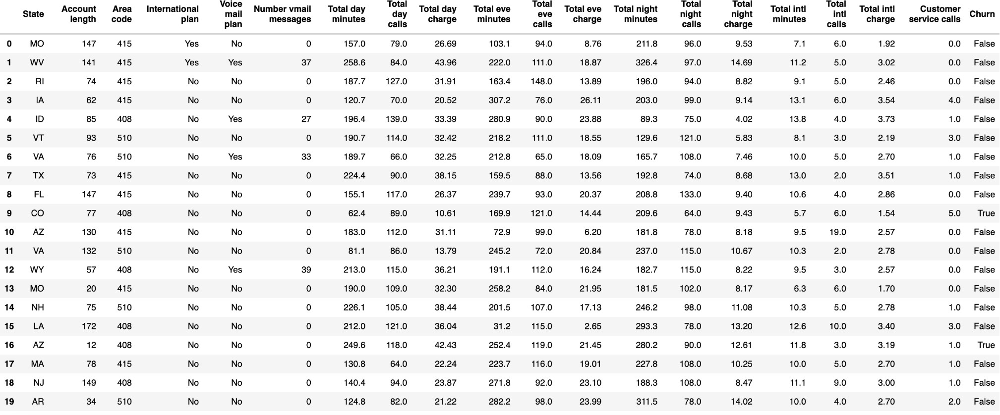 State Account length Area code International plan Voice mail plan Number vmail messages Total day minutes Total day calls Total day charge Total eve minutes Total eve calls Total eve charge Total night minutes Total night calls Total night charge Total intl minutes Total intl calls Total intl charge Customer service calls Churn
0 MO 147 415 Yes No 0 157.0 79.0 26.69 103.1 94.0 8.76 211.8 96.0 9.53 7.1 6.0 1.92 0.0 False
1 WV 141 415 Yes Yes 37 258.6 84.0 43.96 222.0 111.0 18.87 326.4 97.0 14.69 11.2 5.0 3.02 0.0 False
2 RI 74 415 No No 0 187.7 127.0 31.91 163.4 148.0 13.89 196.0 94.0 8.82 9.1 5.0 2.46 0.0 False
3 IA 62 415 No No 0 120.7 70.0 20.52 307.2 76.0 26.11 203.0 99.0 9.14 13.1 6.0 3.54 4.0 False
4 ID 85 408 No Yes 27 196.4 139.0 33.39 280.9 90.0 23.88 89.3 75.0 4.02 13.8 4.0 3.73 1.0 False
5 VT 93 510 No No 0 190.7 114.0 32.42 218.2 111.0 18.55 129.6 121.0 5.83 8.1 3.0 2.19 3.0 False
6 VA 76 510 No Yes 33 189.7 66.0 32.25 212.8 65.0 18.09 165.7 108.0 7.46 10.0 5.0 2.70 1.0 False
7 TX 73 415 No No 0 224.4 90.0 38.15 159.5 88.0 13.56 192.8 74.0 8.68 13.0 2.0 3.51 1.0 False
8 FL 147 415 No No 0 155.1 117.0 26.37 239.7 93.0 20.37 208.8 133.0 9.40 10.6 4.0 2.86 0.0 False
9 CO 77 408 No No 0 62.4 89.0 10.61 169.9 121.0 14.44 209.6 64.0 9.43 5.7 6.0 1.54 5.0 True
10 AZ 130 415 No No 0 183.0 112.0 31.11 72.9 99.0 6.20 181.8 78.0 8.18 9.5 19.0 2.57 0.0 False
11 VA 132 510 No No 0 81.1 86.0 13.79 245.2 72.0 20.84 237.0 115.0 10.67 10.3 2.0 2.78 0.0 False
12 WY 57 408 No Yes 39 213.0 115.0 36.21 191.1 112.0 16.24 182.7 115.0 8.22 9.5 3.0 2.57 0.0 False
13 MO 20 415 No No 0 190.0 109.0 32.30 258.2 84.0 21.95 181.5 102.0 8.17 6.3 6.0 1.70 0.0 False
14 NH 75 510 No No 0 226.1 105.0 38.44 201.5 107.0 17.13 246.2 98.0 11.08 10.3 5.0 2.78 1.0 False
15 LA 172 408 No No 0 212.0 121.0 36.04 31.2 115.0 2.65 293.3 78.0 13.20 12.6 10.0 3.40 3.0 False
16 AZ 12 408 No No 0 249.6 118.0 42.43 252.4 119.0 21.45 280.2 90.0 12.61 11.8 3.0 3.19 1.0 True
17 MA 78 415 No No 0 130.8 64.0 22.24 223.7 116.0 19.01 227.8 108.0 10.25 10.0 5.0 2.70 1.0 False
18 NJ 149 408 No No 0 140.4 94.0 23.87 271.8 92.0 23.10 188.3 108.0 8.47 11.1 9.0 3.00 1.0 False
19 AR 34 510 No No 0 124.8 82.0 21.22 282.2 98.0 23.99 311.5 78.0 14.02 10.0 4.0 2.70 2.0 False